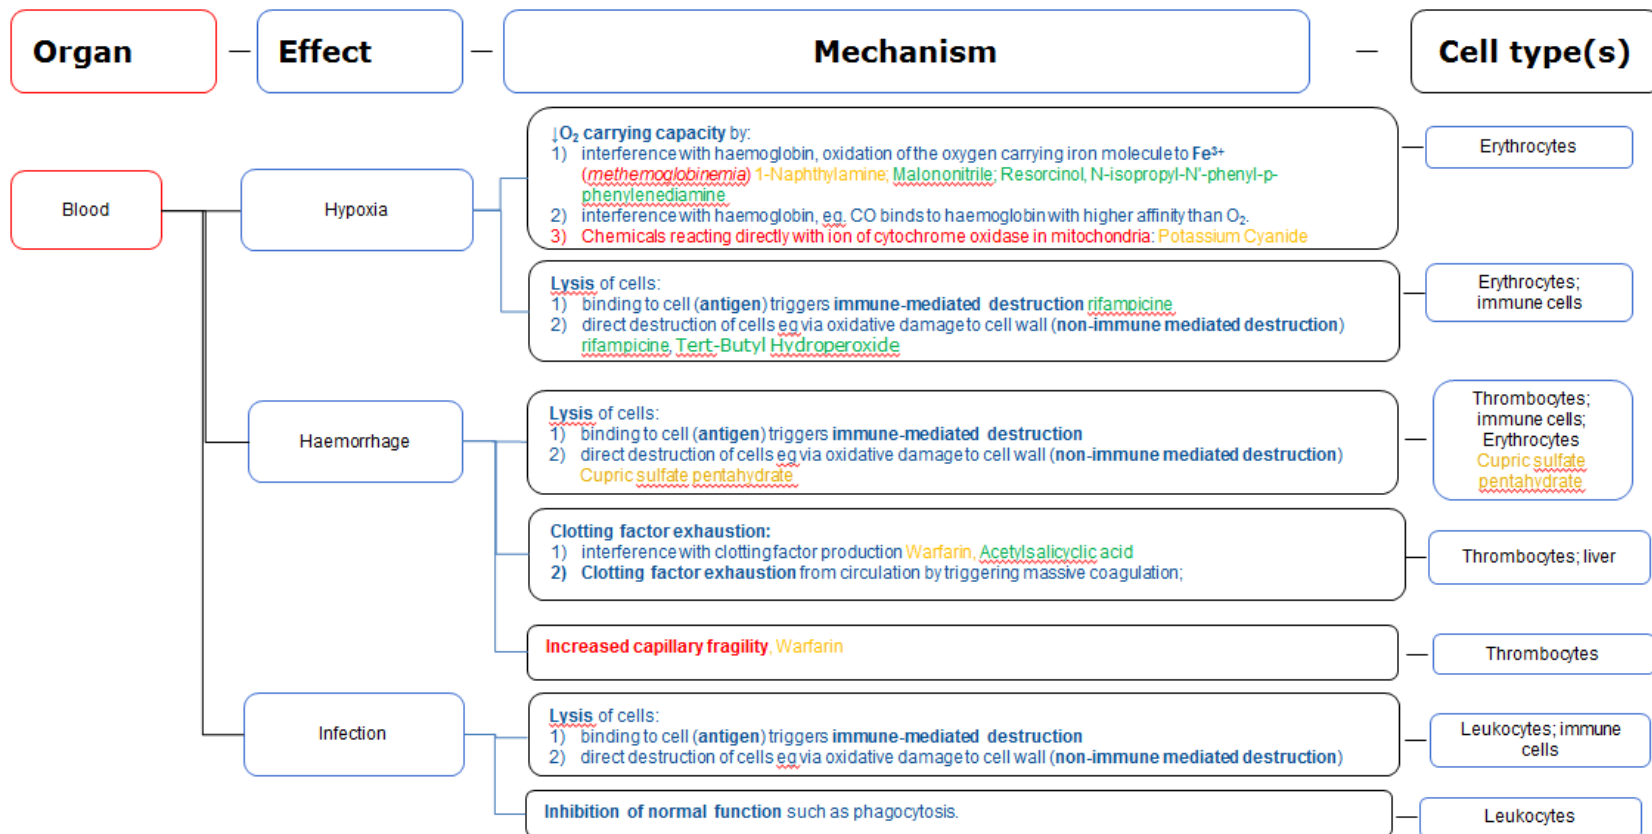 Organ — Effect — Mechanism — Cell type(s)
Blood
Hypoxia
↓O₂ carrying capacity by:
1) interference with haemoglobin, oxidation of the oxygen carrying iron molecule to Fe³⁺
(methemoglobinemia) 1-Naphthylamine; Malononitrile; Resorcinol, N-isopropyl-N'-phenyl-p-
phenylenediamine
2) interference with haemoglobin, eg. CO binds to haemoglobin with higher affinity than O₂.
3) Chemicals reacting directly with ion of cytochrome oxidase in mitochondria: Potassium Cyanide
Erythrocytes
Lysis of cells:
1) binding to cell (antigen) triggers immune-mediated destruction rifampicine
2) direct destruction of cells eg via oxidative damage to cell wall (non-immune mediated destruction)
rifampicine, Tert-Butyl Hydroperoxide
Erythrocytes;
immune cells
Haemorrhage
Lysis of cells:
1) binding to cell (antigen) triggers immune-mediated destruction
2) direct destruction of cells eg via oxidative damage to cell wall (non-immune mediated destruction)
Cupric sulfate pentahydrate
Thrombocytes;
immune cells;
Erythrocytes
Cupric sulfate
pentahydrate
Clotting factor exhaustion:
1) interference with clotting factor production Warfarin, Acetylsalicyclic acid
2) Clotting factor exhaustion from circulation by triggering massive coagulation;
Thrombocytes; liver
Increased capillary fragility, Warfarin
Thrombocytes
Infection
Lysis of cells:
1) binding to cell (antigen) triggers immune-mediated destruction
2) direct destruction of cells eg via oxidative damage to cell wall (non-immune mediated destruction)
Leukocytes; immune
cells
Inhibition of normal function such as phagocytosis.
Leukocytes